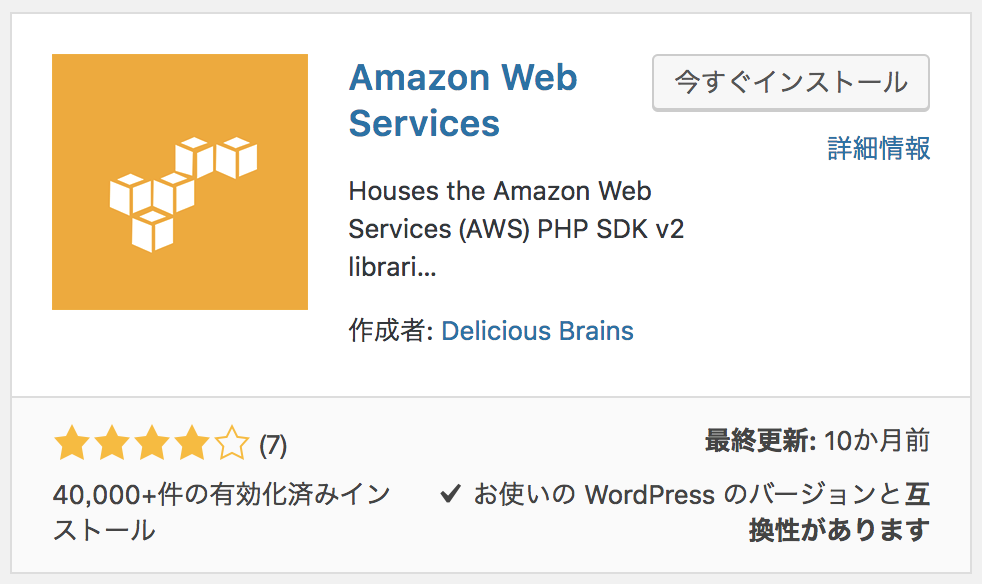 Amazon Web
Services
今すぐインストール
詳細情報
Houses the Amazon Web
Services (AWS) PHP SDK v2
librari...
作成者: Delicious Brains
(7)
最終更新: 10か月前
40,000+件の有効化済みイン
ストール
お使いの WordPress のバージョンと互
換性があります